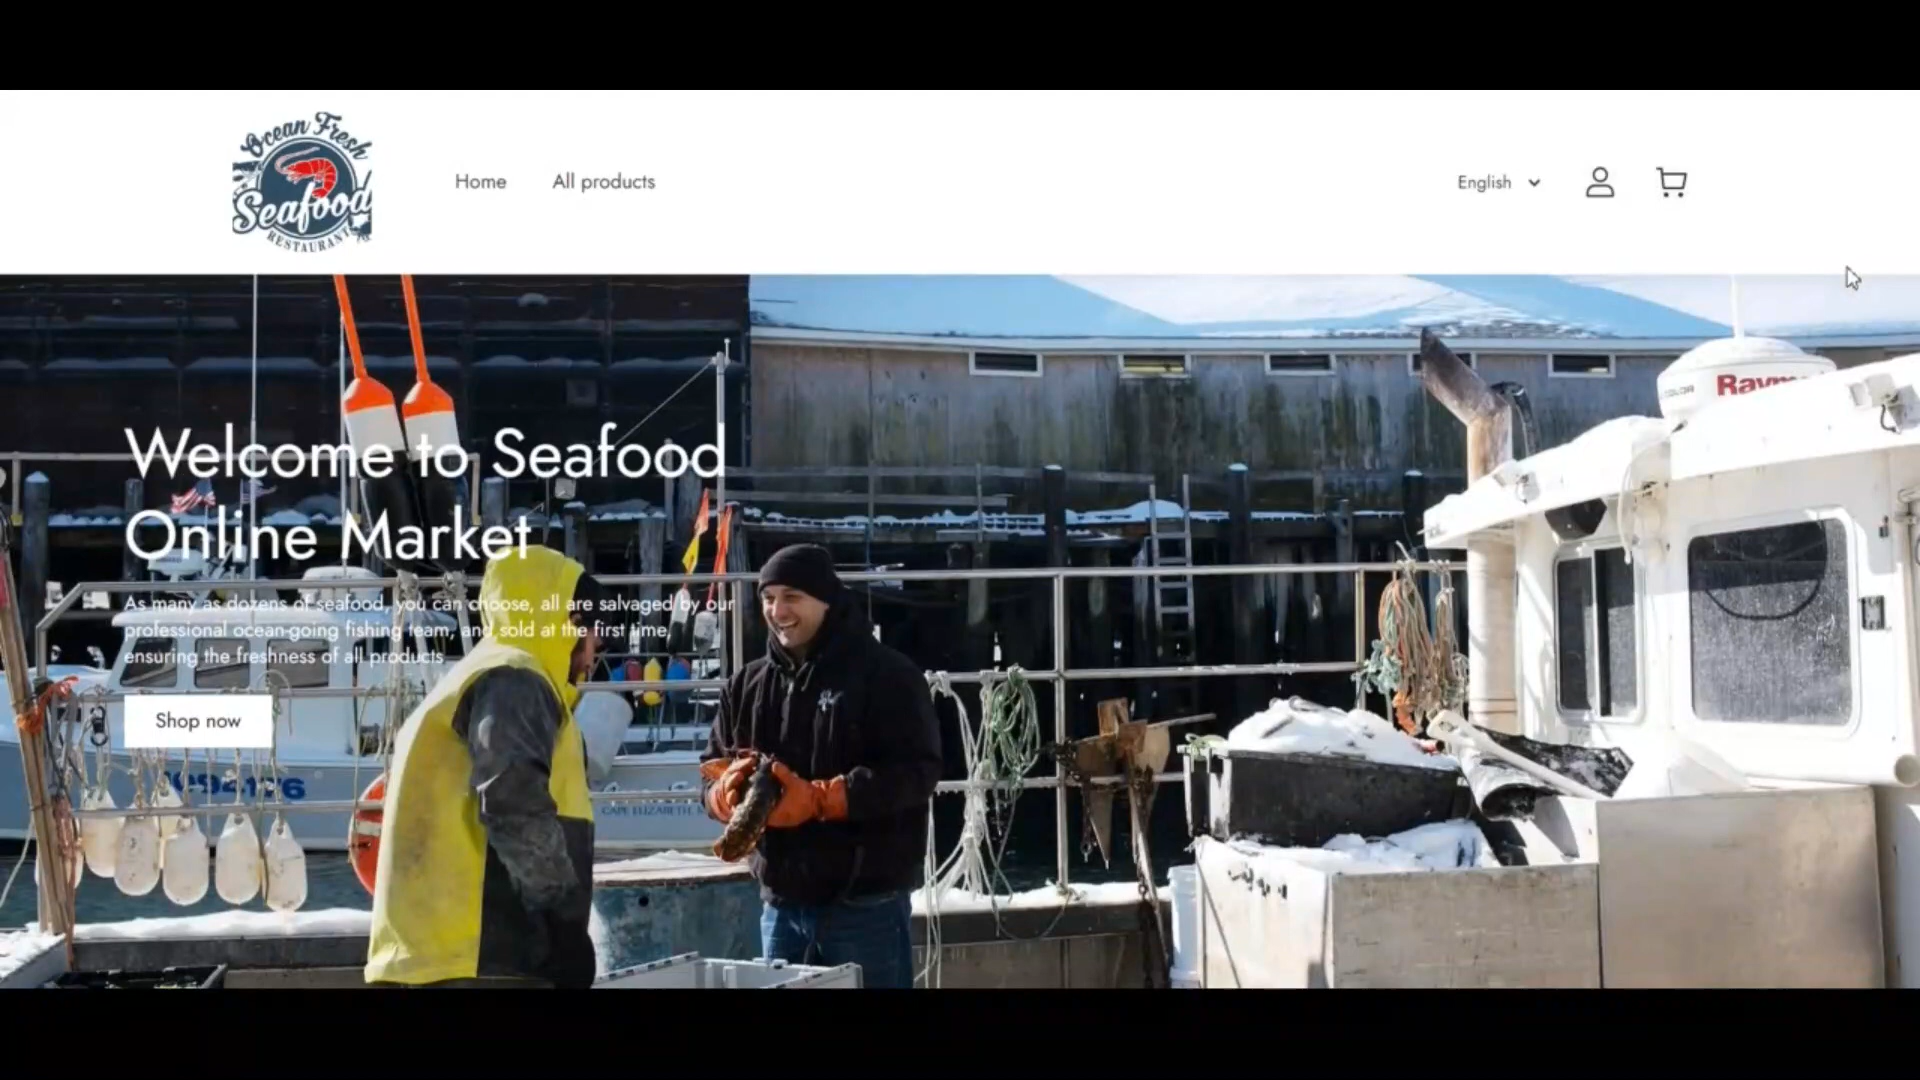 Ocean Fresh
Seafood
RESTAURANT
Home
All products
English
Welcome to Seafood
Online Market
As many as dozens of seafood, you can choose, all are salvaged by our
professional ocean-going fishing team, and sold at the first time,
ensuring the freshness of all products
Shop now
CAPE ELIZABETH